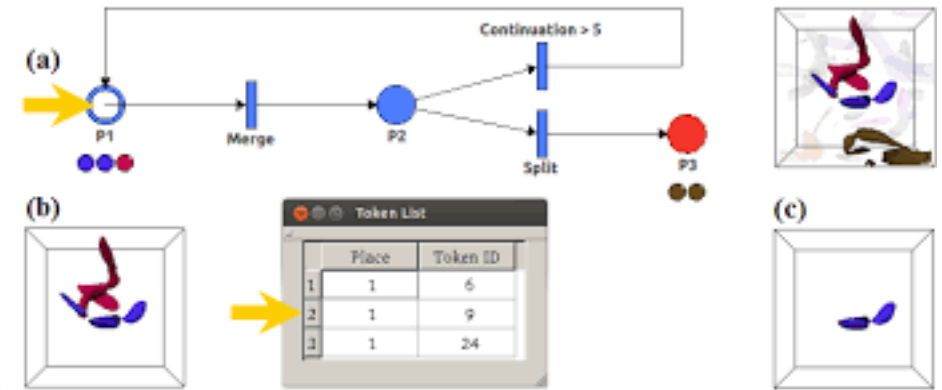 Continuation > 5
(a)
P1
Merge
P2
Split
P3
(b)
Token List
(c)
Place Token ID
1 1 6
2 1 9
3 1 24